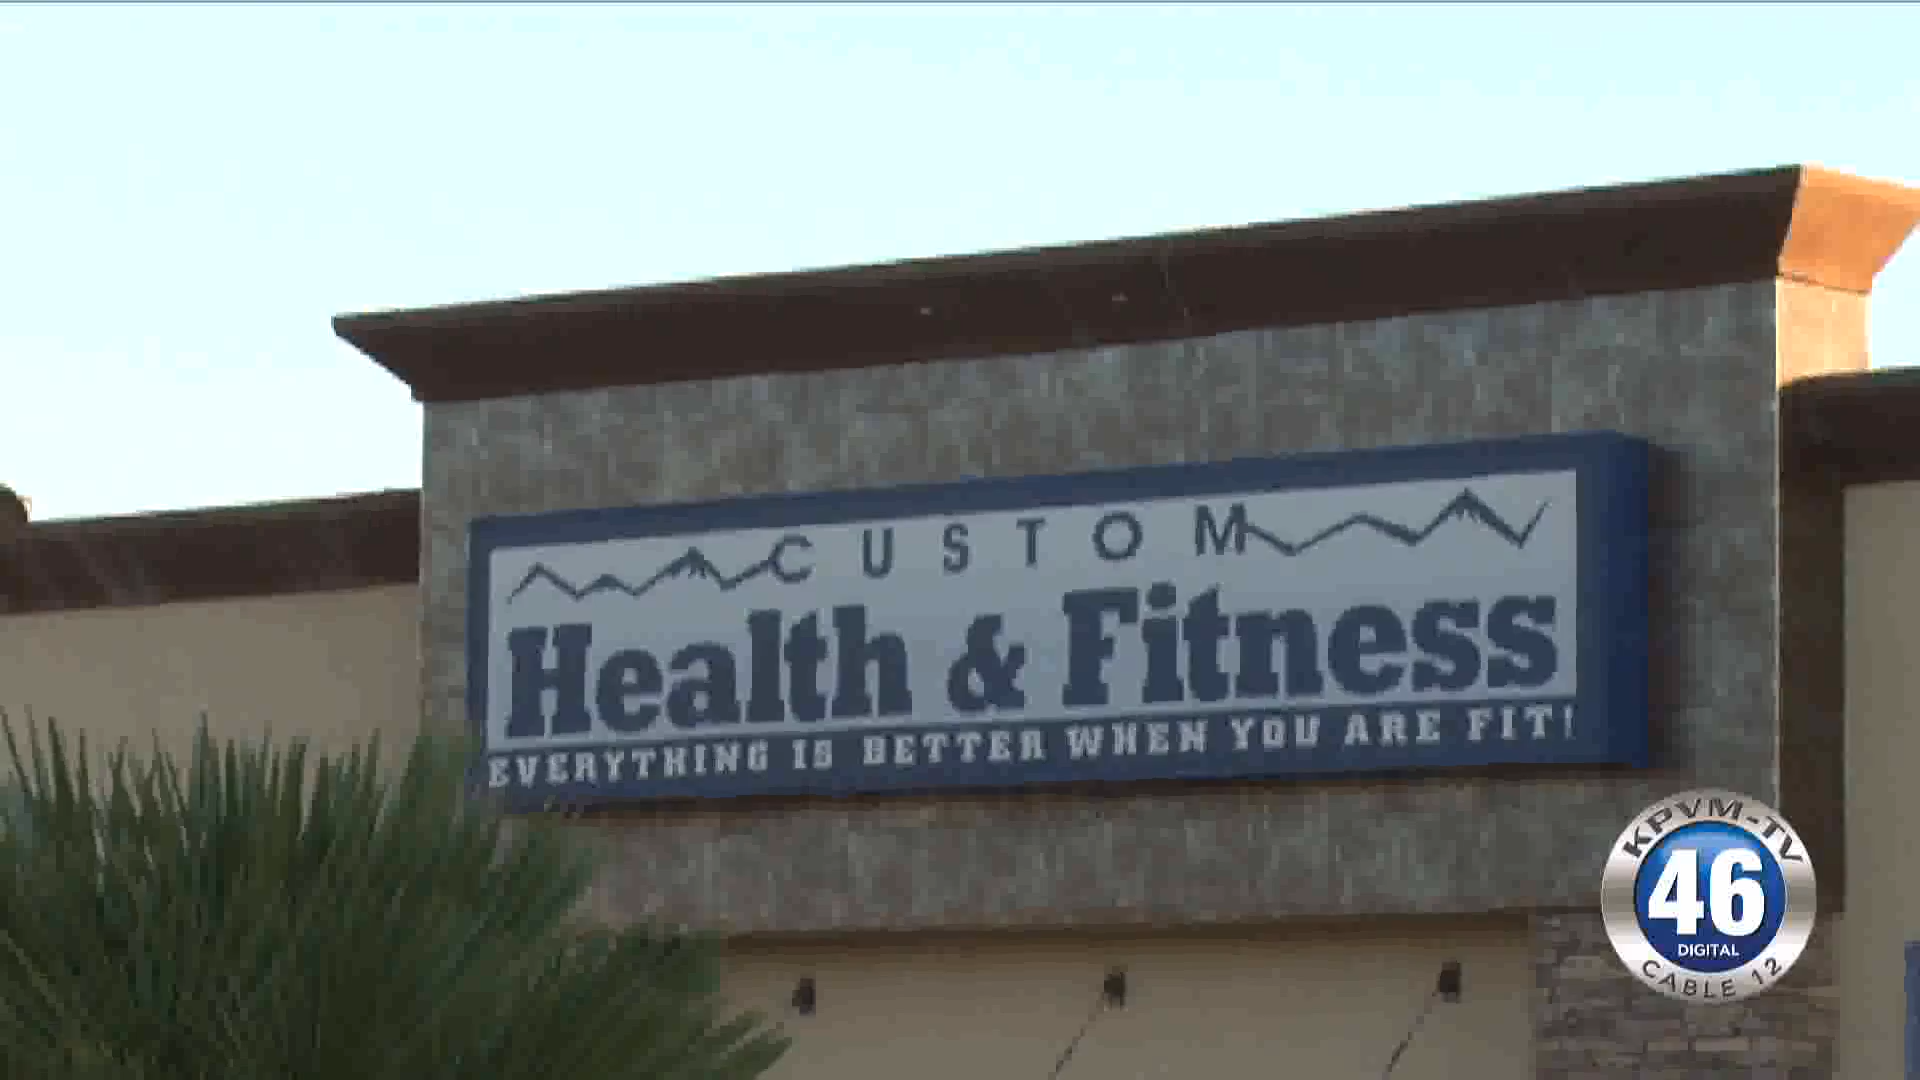 CUSTOM
Health & Fitness
EVERYTHING IS BETTER WHEN YOU ARE FIT!
KPVM-TV
46
DIGITAL
CABLE 12